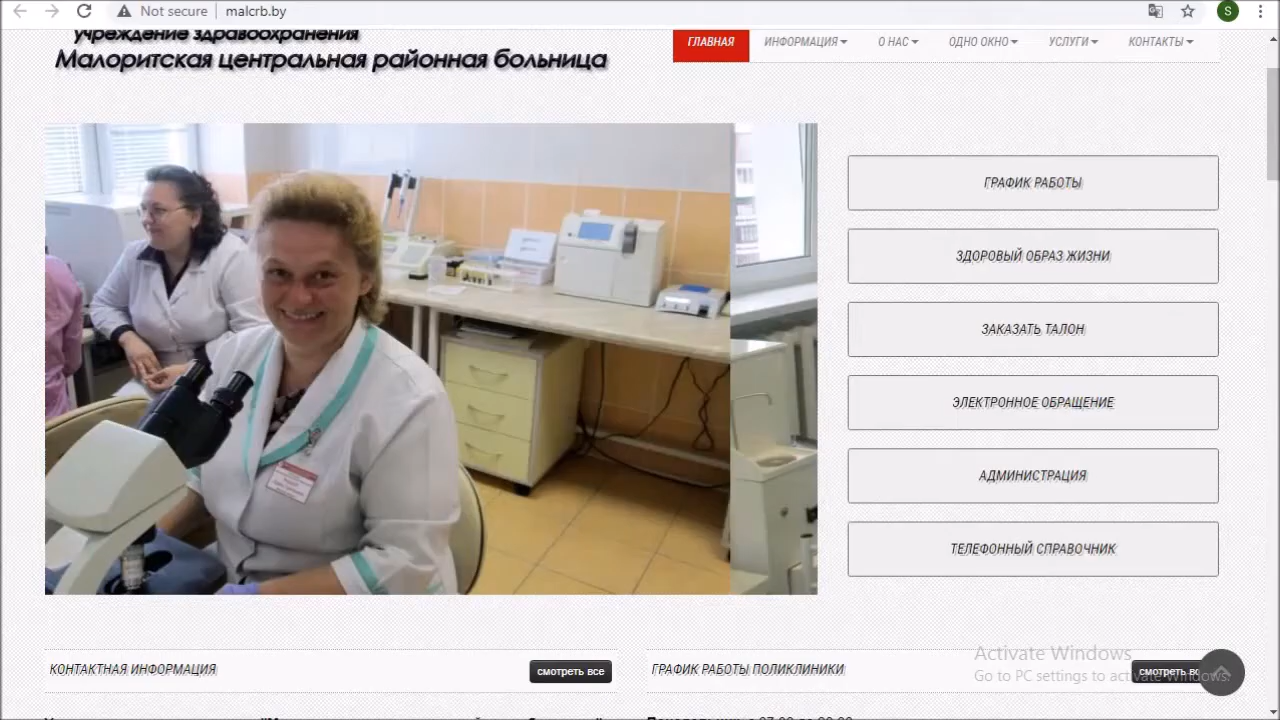 Not secure
malcrb.by
S
учреждение здравоохранения
Малоритская центральная районная больница
ГЛАВНАЯ
ИНФОРМАЦИЯ
О НАС
ОДНО ОКНО
УСЛУГИ
КОНТАКТЫ
ГРАФИК РАБОТЫ
ЗДОРОВЫЙ ОБРАЗ ЖИЗНИ
ЗАКАЗАТЬ ТАЛОН
ЭЛЕКТРОННОЕ ОБРАЩЕНИЕ
АДМИНИСТРАЦИЯ
ТЕЛЕФОННЫЙ СПРАВОЧНИК
КОНТАКТНАЯ ИНФОРМАЦИЯ
смотреть все
ГРАФИК РАБОТЫ ПОЛИКЛИНИКИ
смотреть вс
Activate Windows
Go to PC settings to activate Windows.